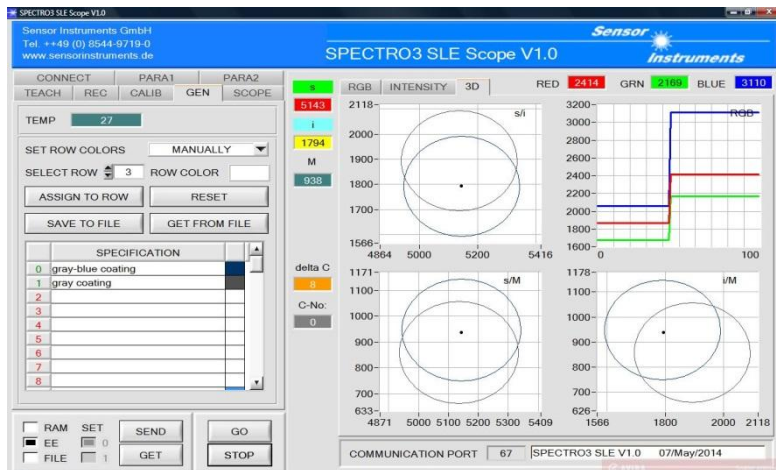 SPECTRO3 SLE Scope V1.0
Sensor Instruments GmbH
Tel. ++49 (0) 8544-9719-0
www.sensorinstruments.de
SPECTRO3 SLE Scope V1.0
Sensor
Instruments
CONNECT PARA1 PARA2
TEACH REC CALIB GEN SCOPE
TEMP 27
SET ROW COLORS MANUALLY
SELECT ROW 3 ROW COLOR
ASSIGN TO ROW RESET
SAVE TO FILE GET FROM FILE
SPECIFICATION
0 gray-blue coating
1 gray coating
2
3
4
5
6
7
8
RAM SET SEND GO
EE 0
FILE 1 GET STOP
s
5143
i
1794
M
938
delta C
8
C-No:
0
RGB INTENSITY 3D RED 2414 GRN 2169 BLUE 3110
s/i
2118-
2000-
1900-
1800-
1700-
1566-
4864 5000 5200 5416
RGB
3200-
3000-
2800-
2600-
2400-
2200-
2000-
1800-
1600-
0 100
s/M
1171-
1100-
1000-
900-
800-
700-
633-
4871 5000 5100 5200 5300 5409
i/M
1178-
1100-
1000-
900-
800-
700-
626-
1566 1800 2000 2118
COMMUNICATION PORT 67 SPECTRO3 SLE V1.0 07/May/2014